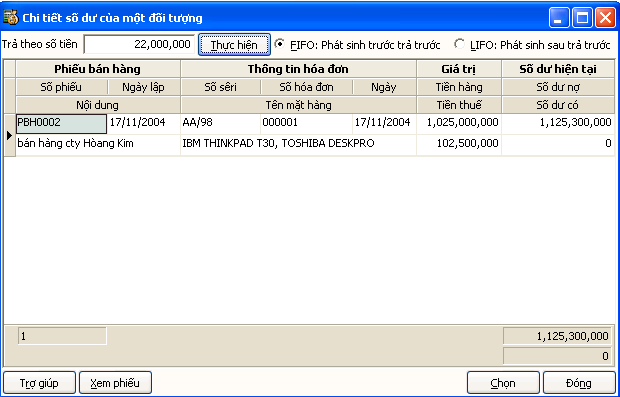 Chi tiết số dư của một đối tượng
Trả theo số tiền 22,000,000 Thực hiện FIFO: Phát sinh trước trả trước LIFO: Phát sinh sau trả trước
Phiếu bán hàng Thông tin hóa đơn Giá trị Số dư hiện tại
Số phiếu Ngày lập Số sêri Số hóa đơn Ngày Tiền hàng Số dư nợ
Nội dung Tên mặt hàng Tiền thuế Số dư có
PBH0002 17/11/2004 AA/98 000001 17/11/2004 1,025,000,000 1,125,300,000
bán hàng cty Hòang Kim IBM THINKPAD T30, TOSHIBA DESKPRO 102,500,000 0
1 1,125,300,000
0
Trợ giúp Xem phiếu Chọn Đóng